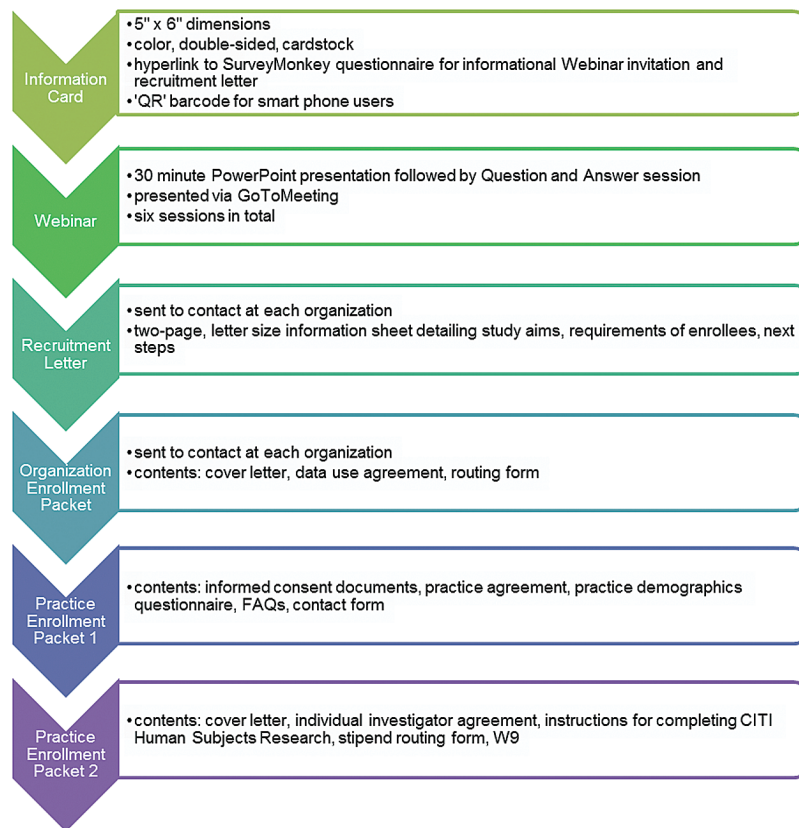 Information
Card
•5" x 6" dimensions
•color, double-sided, cardstock
•hyperlink to SurveyMonkey questionnaire for informational Webinar invitation and
recruitment letter
•'QR' barcode for smart phone users
Webinar
•30 minute PowerPoint presentation followed by Question and Answer session
•presented via GoToMeeting
•six sessions in total
Recruitment
Letter
•sent to contact at each organization
•two-page, letter size information sheet detailing study aims, requirements of enrollees, next
steps
Organization
Enrollment
Packet
•sent to contact at each organization
•contents: cover letter, data use agreement, routing form
Practice
Enrollment
Packet 1
•contents: informed consent documents, practice agreement, practice demographics
questionnaire, FAQs, contact form
Practice
Enrollment
Packet 2
•contents: cover letter, individual investigator agreement, instructions for completing CITI
Human Subjects Research, stipend routing form, W9